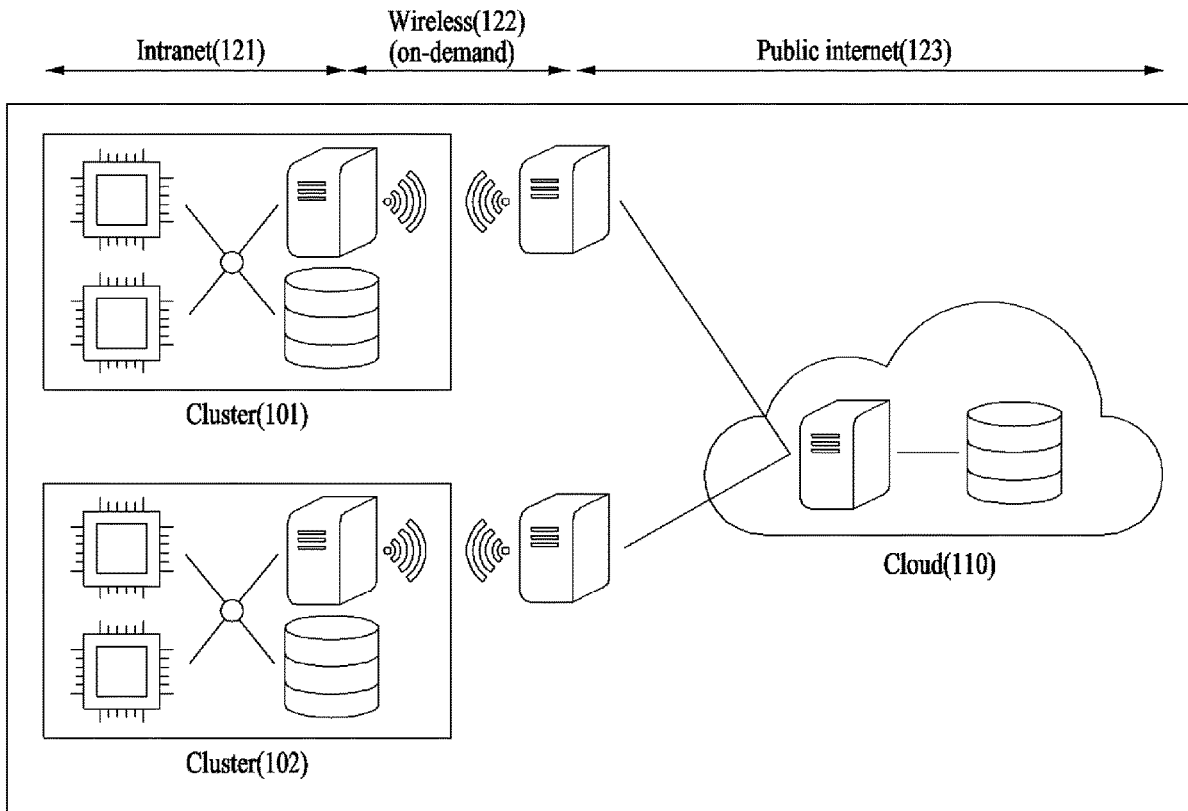 Intranet(121)
Wireless(122)
(on-demand)
Public internet(123)
Cluster(101)
Cloud(110)
Cluster(102)